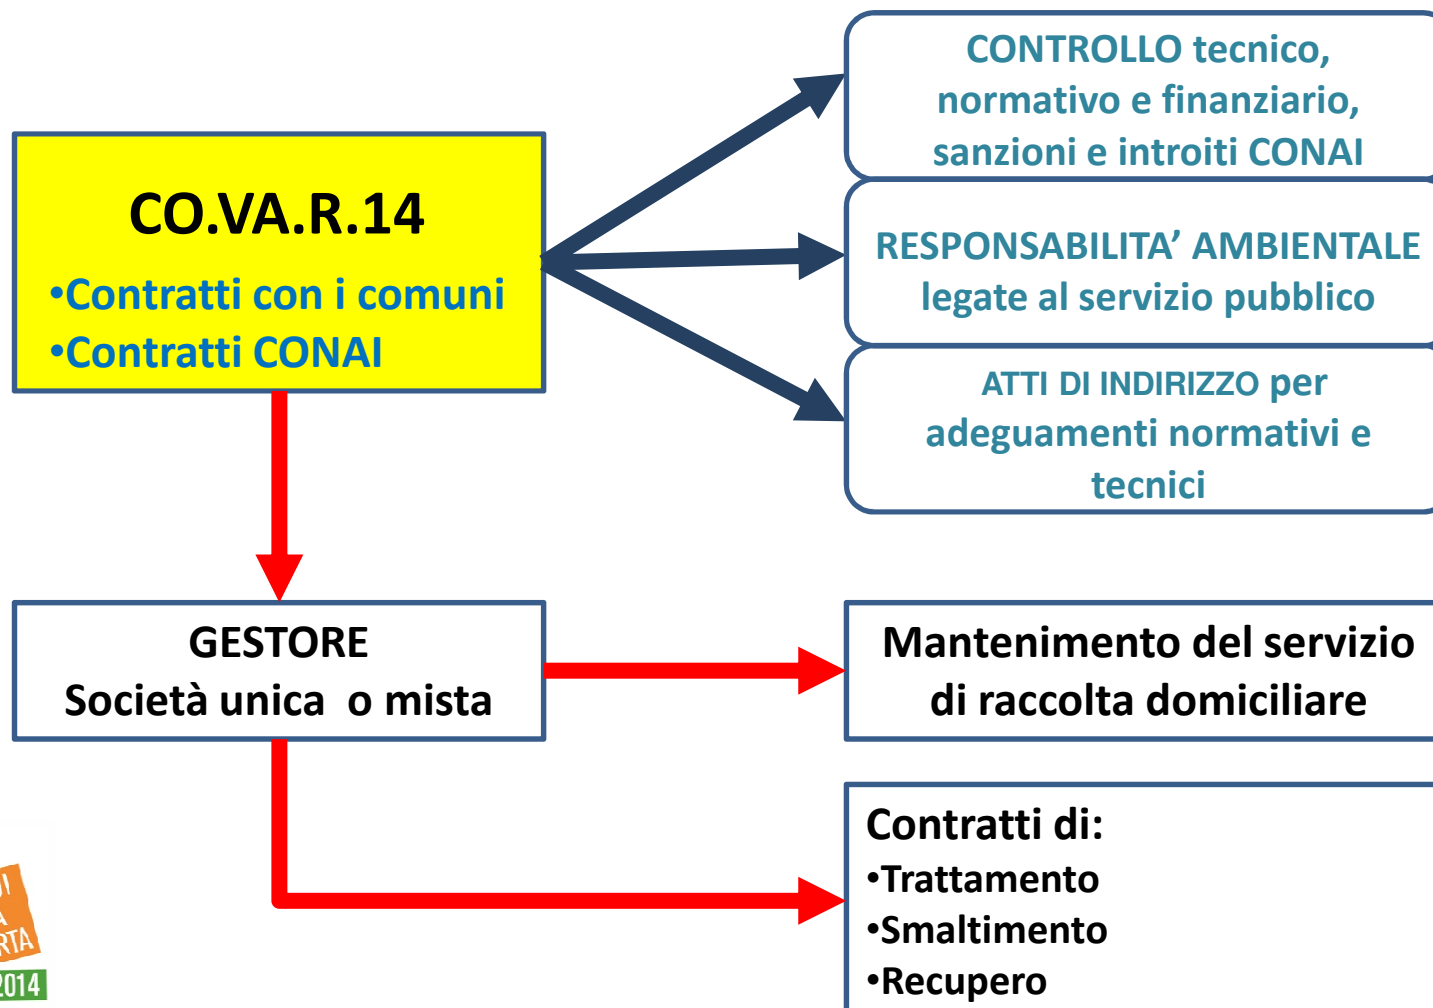 CONTROLLO tecnico,
normativo e finanziario,
sanzioni e introiti CONAI
CO.VA.R.14
•Contratti con i comuni
•Contratti CONAI
RESPONSABILITA’ AMBIENTALE
legate al servizio pubblico
ATTI DI INDIRIZZO per
adeguamenti normativi e
tecnici
GESTORE
Società unica o mista
Mantenimento del servizio
di raccolta domiciliare
Contratti di:
•Trattamento
•Smaltimento
•Recupero
2014